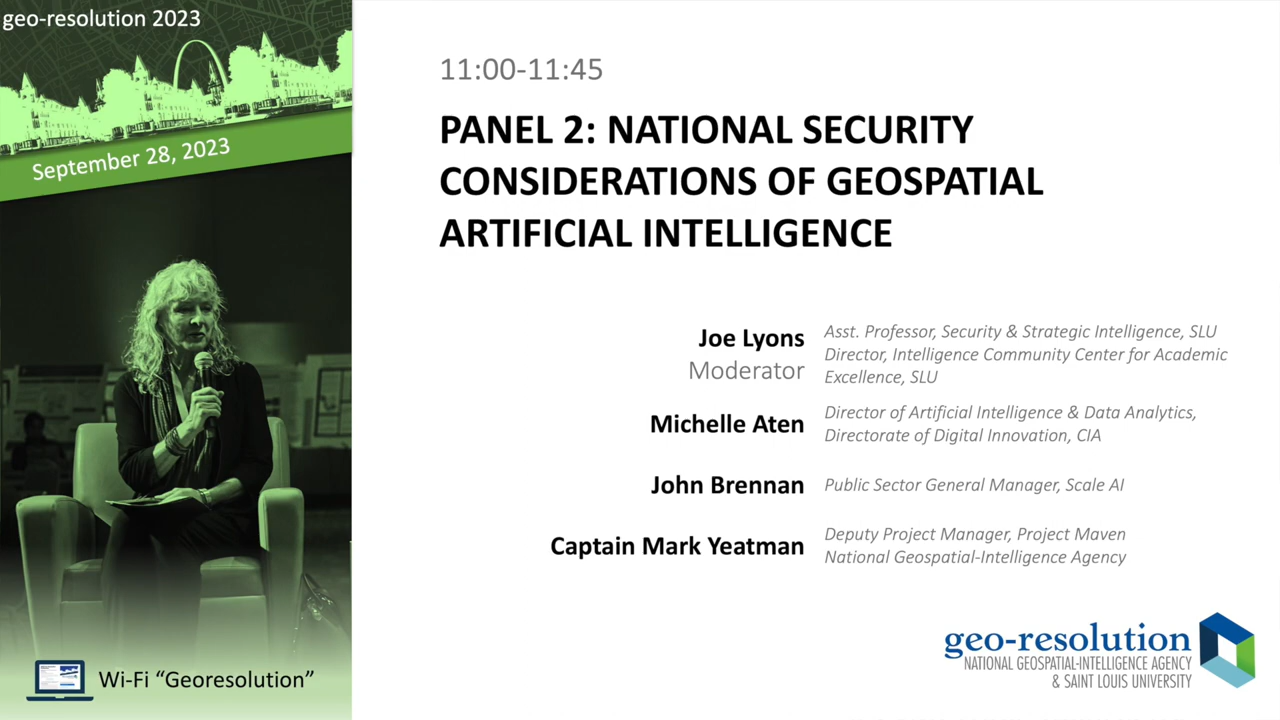 geo-resolution 2023
September 28, 2023
Wi-Fi “Georesolution”
11:00-11:45
PANEL 2: NATIONAL SECURITY
CONSIDERATIONS OF GEOSPATIAL
ARTIFICIAL INTELLIGENCE
Joe Lyons
Moderator
Asst. Professor, Security & Strategic Intelligence, SLU
Director, Intelligence Community Center for Academic
Excellence, SLU
Michelle Aten
Director of Artificial Intelligence & Data Analytics,
Directorate of Digital Innovation, CIA
John Brennan
Public Sector General Manager, Scale AI
Captain Mark Yeatman
Deputy Project Manager, Project Maven
National Geospatial-Intelligence Agency
geo-resolution
NATIONAL GEOSPATIAL-INTELLIGENCE AGENCY
& SAINT LOUIS UNIVERSITY